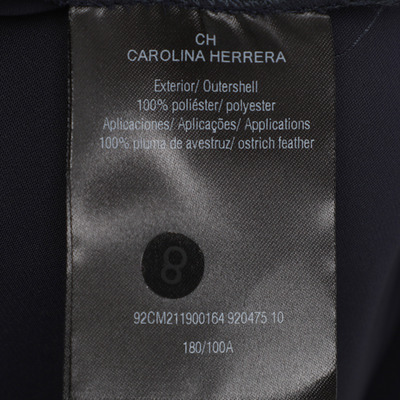 CH
CAROLINA HERRERA
Exterior/ Outershell
100% poliéster/ polyester
Aplicaciones/ Aplicações/ Applications
100% pluma de avestruz/ ostrich feather
8
92CM211900164 920475 10
180/100A